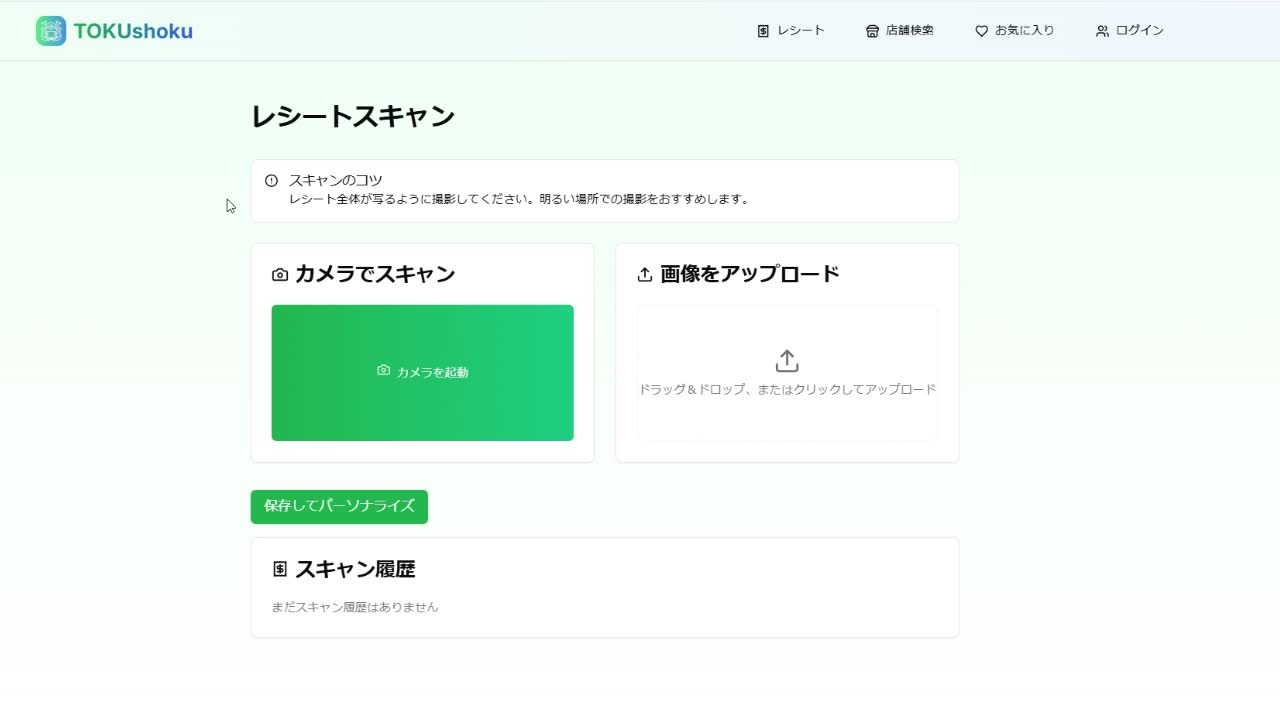 TOKUshoku
レシート
店舗検索
お気に入り
ログイン
レシートスキャン
スキャンのコツ
レシート全体が写るように撮影してください。明るい場所での撮影をおすすめします。
カメラでスキャン
画像をアップロード
カメラを起動
ドラッグ＆ドロップ、またはクリックしてアップロード
保存してパーソナライズ
スキャン履歴
まだスキャン履歴はありません